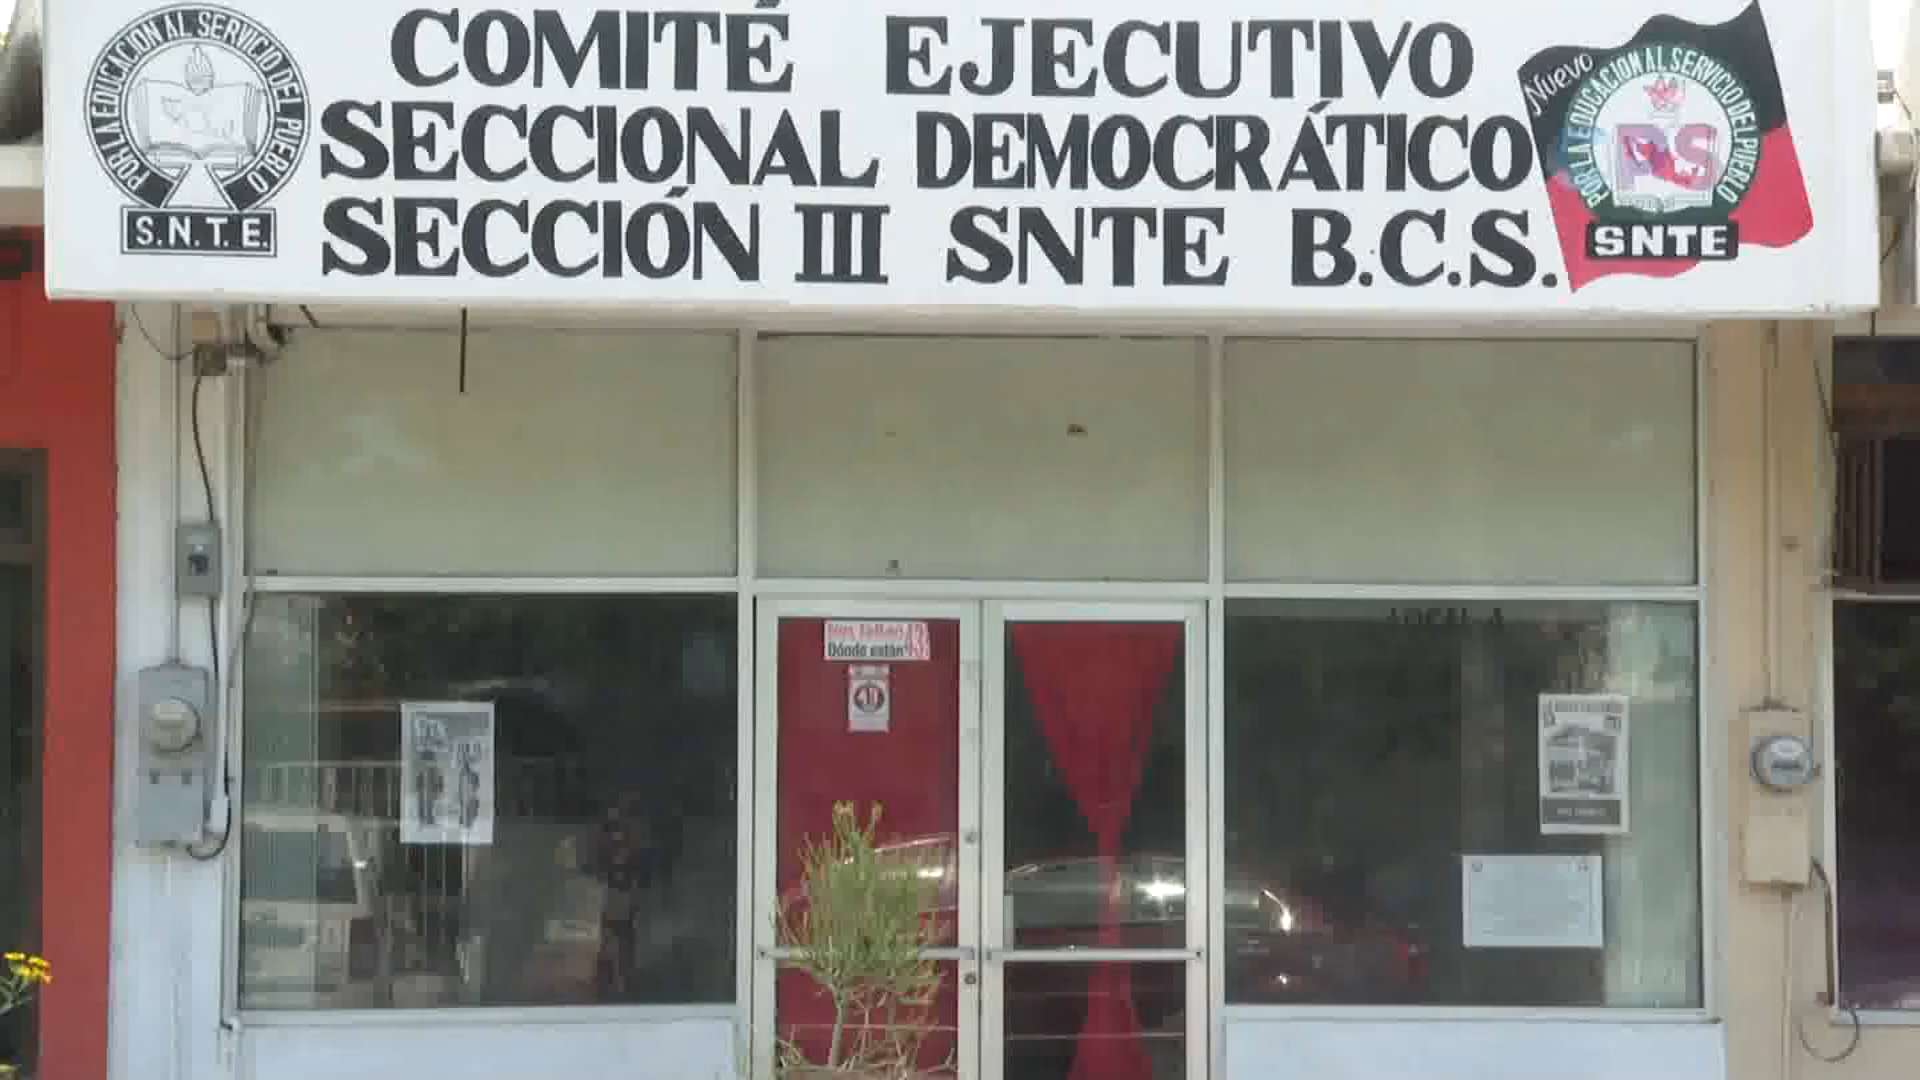 POR LA EDUCACION AL SERVICIO DEL PUEBLO
S.N.T.E.
COMITÉ EJECUTIVO
SECCIONAL DEMOCRÁTICO
SECCIÓN III SNTE B.C.S.
Nuevo
POR LA EDUCACION AL SERVICIO DEL PUEBLO
PS
SNTE
Nos faltan 43
Dónde están